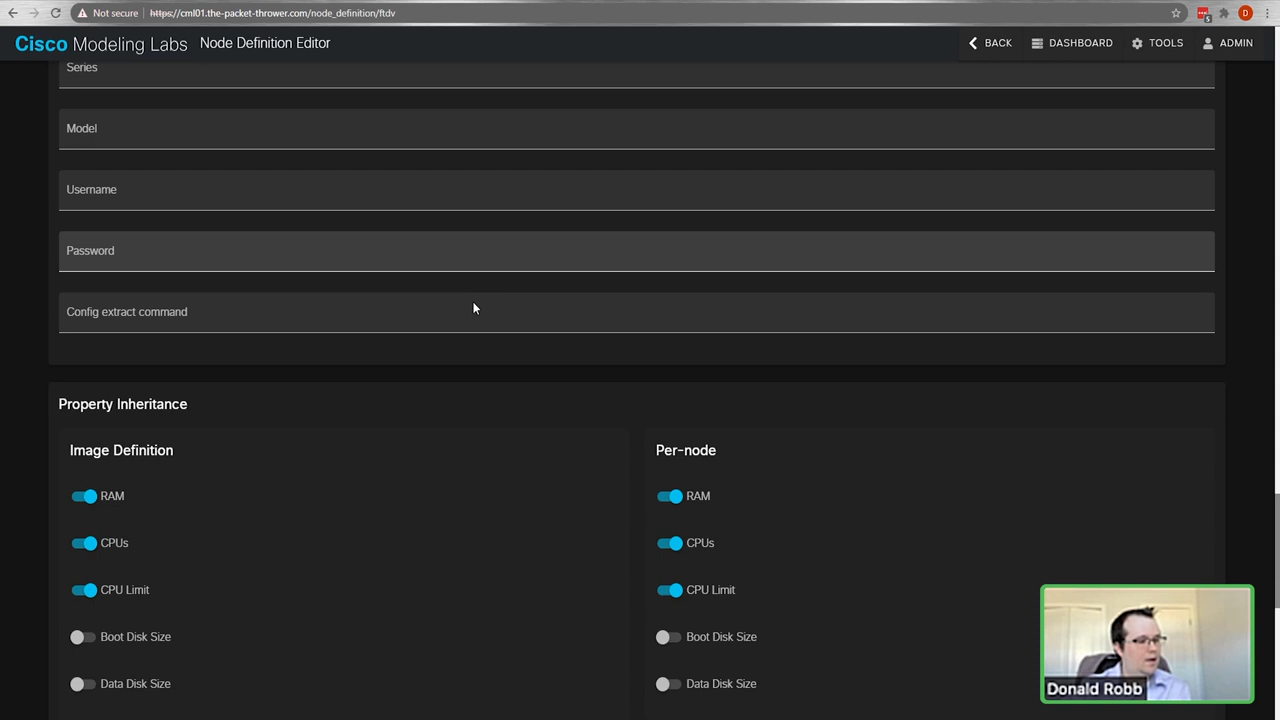 Not secure https://cml01.the-packet-thrower.com/node_definition/ftdv
5
D
Cisco Modeling Labs Node Definition Editor
BACK DASHBOARD TOOLS ADMIN
Series
Model
Username
Password
Config extract command
Property Inheritance
Image Definition
RAM
CPUs
CPU Limit
Boot Disk Size
Data Disk Size
Per-node
RAM
CPUs
CPU Limit
Boot Disk Size
Data Disk Size
Donald Robb